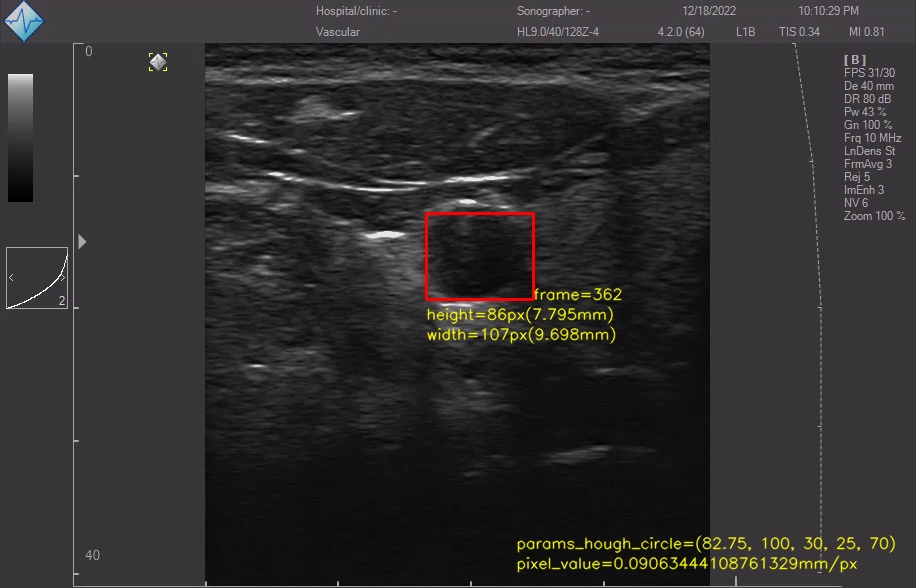 Hospital/clinic: - Sonographer: - 12/18/2022 10:10:29 PM
Vascular HL9.0/40/128Z-4 4.2.0 (64) L1B TIS 0.34 MI 0.81
0
[ B ]
FPS 31/30
De 40 mm
DR 80 dB
Pw 43 %
Gn 100 %
Frq 10 MHz
LnDens St
FrmAvg 3
Rej 5
ImEnh 3
NV 6
Zoom 100 %
2
frame=362
height=86px(7.795mm)
width=107px(9.698mm)
40
params_hough_circle=(82.75, 100, 30, 25, 70)
pixel_value=0.09063444108761329mm/px